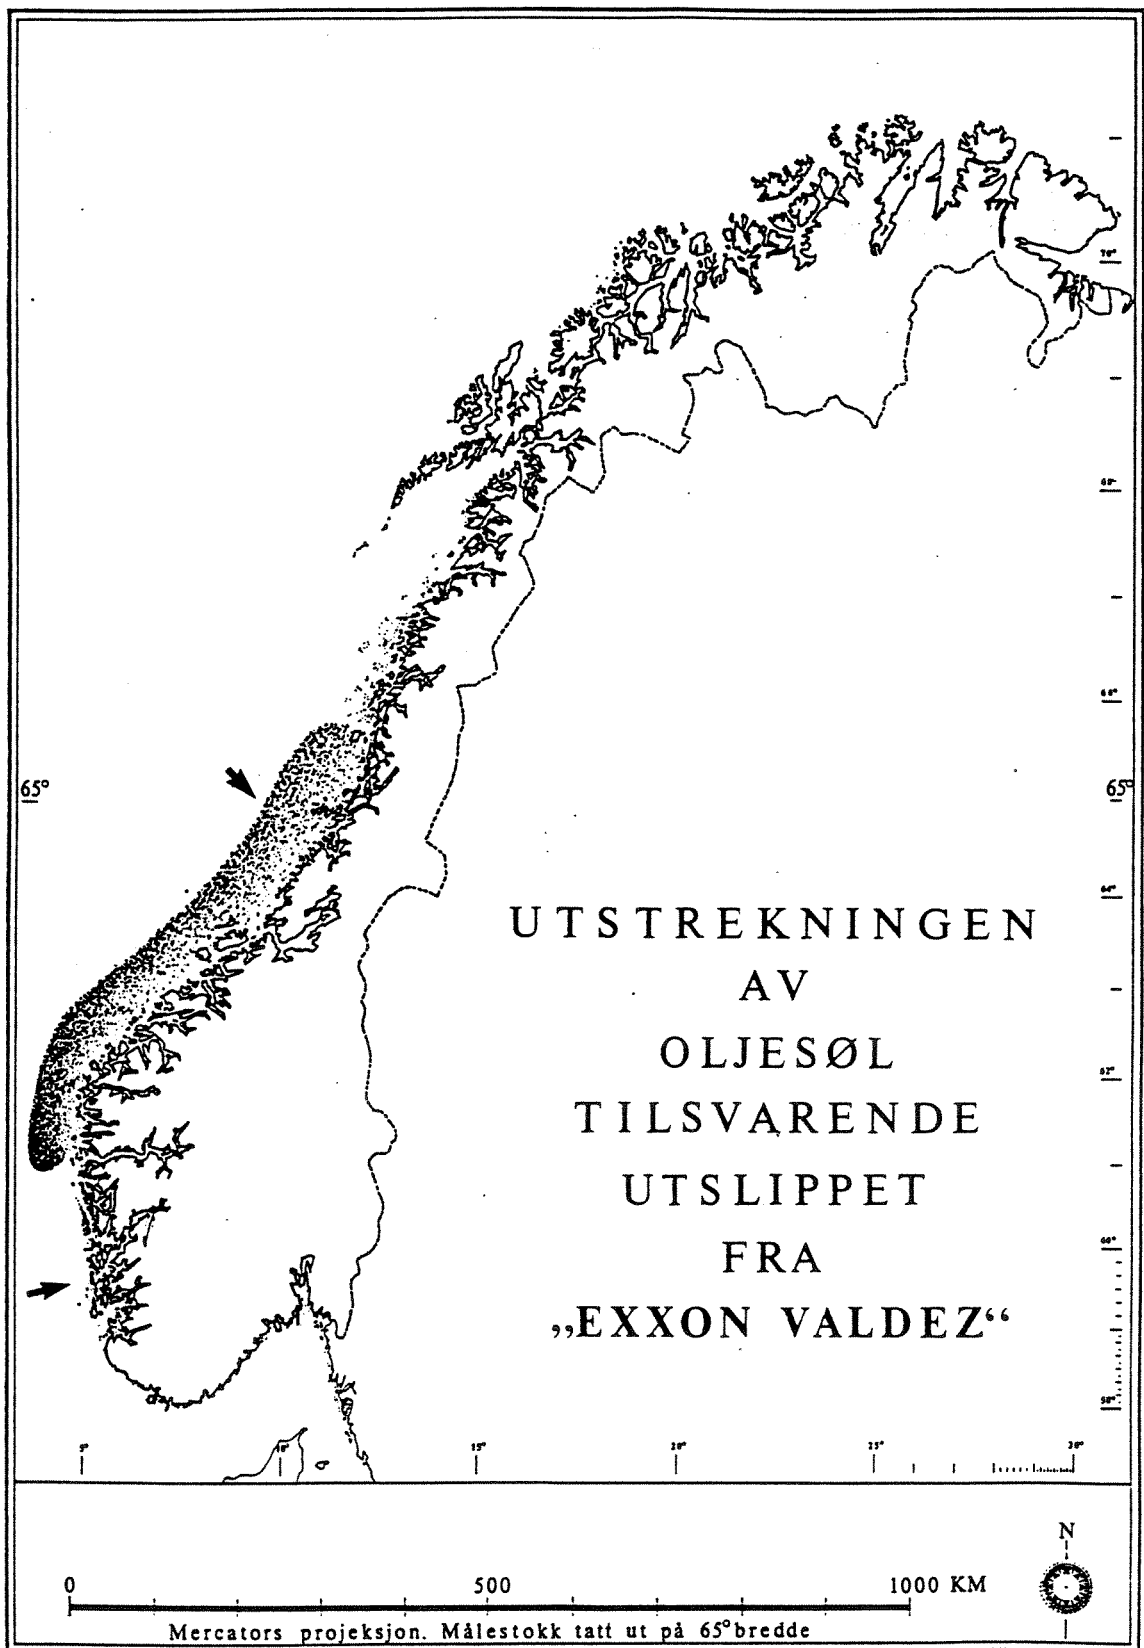 65°
65°
UTSTREKNINGEN
AV
OLJESØL
TILSVARENDE
UTSLIPPET
FRA
„EXXON VALDEZ“
5°
10°
15°
20°
25°
30°
N
0 500 1000 KM
Mercators projeksjon. Målestokk tatt ut på 65°bredde